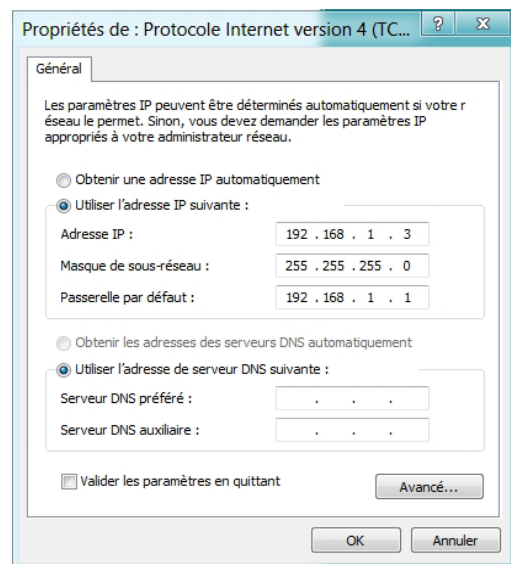 Propriétés de : Protocole Internet version 4 (TC...
Général
Les paramètres IP peuvent être déterminés automatiquement si votre r
éseau le permet. Sinon, vous devez demander les paramètres IP
appropriés à votre administrateur réseau.
Obtenir une adresse IP automatiquement
Utiliser l'adresse IP suivante :
Adresse IP : 192 . 168 . 1 . 3
Masque de sous-réseau : 255 . 255 . 255 . 0
Passerelle par défaut : 192 . 168 . 1 . 1
Obtenir les adresses des serveurs DNS automatiquement
Utiliser l'adresse de serveur DNS suivante :
Serveur DNS préféré : . . .
Serveur DNS auxiliaire : . . .
Valider les paramètres en quittant
Avancé...
OK Annuler